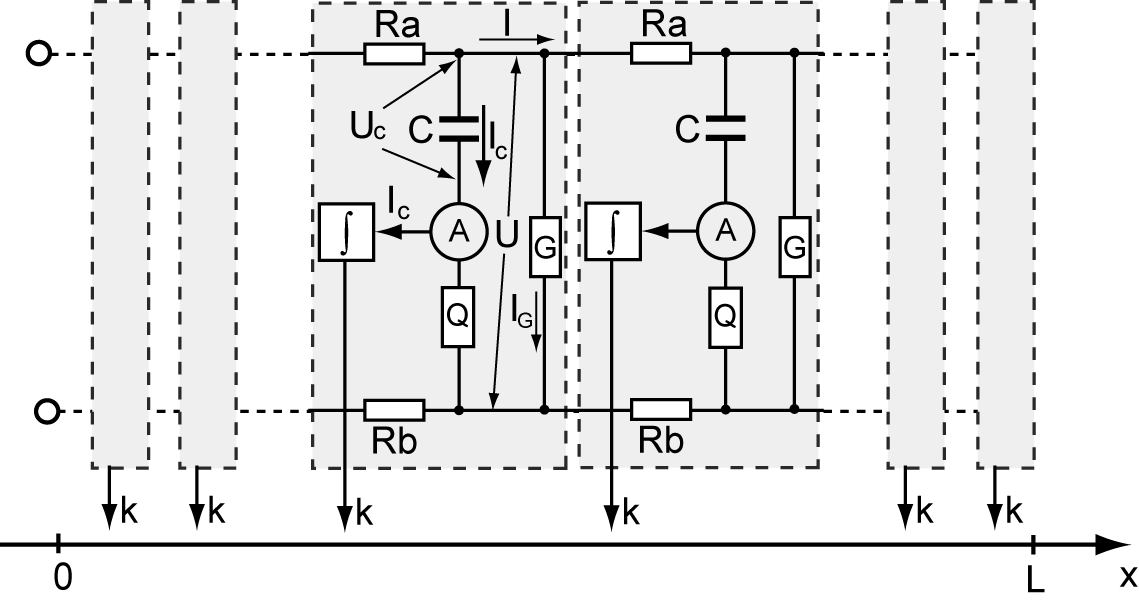 Ra I Ra
Uc C Ic C
Ic
∫ A U G ∫ A G
Q IG Q
Rb Rb
k k k k k k
0 L x